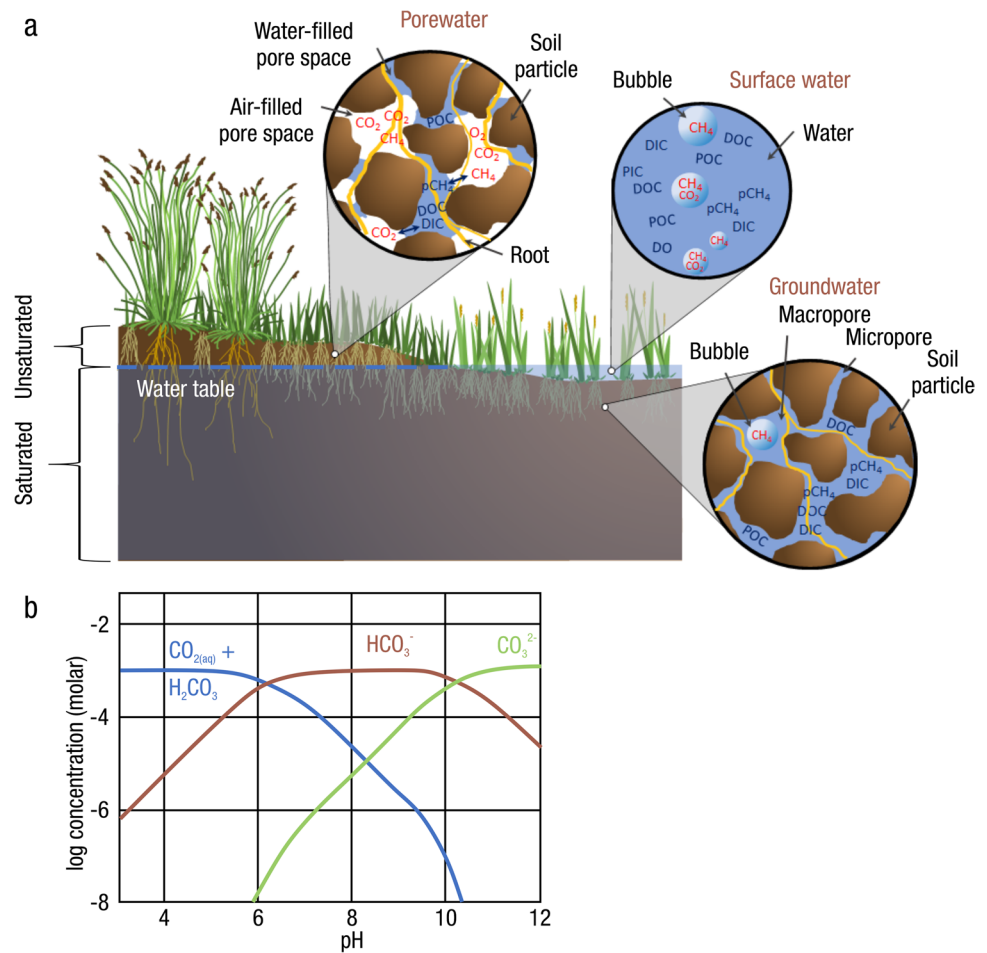 a
Porewater
Water-filled
pore space
Soil
particle
Air-filled
pore space
CO2
CO2
CH4
POC
O2
CO2
CH4
pCH4
DOC
DIC
CO2
Root
Bubble
Surface water
Water
CH4
DOC
DIC
POC
PIC
DOC
CH4
CO2
pCH4
pCH4
POC
DIC
DO
CH4
CH4
CO2
Groundwater
Macropore
Micropore
Bubble
Soil
particle
CH4
DOC
pCH4
DIC
pCH4
DOC
DIC
POC
Unsaturated
Saturated
Water table
b
log concentration (molar)
-2
-4
-6
-8
CO2(aq) +
H2CO3
HCO3-
CO3 2-
4
6
8
10
12
pH